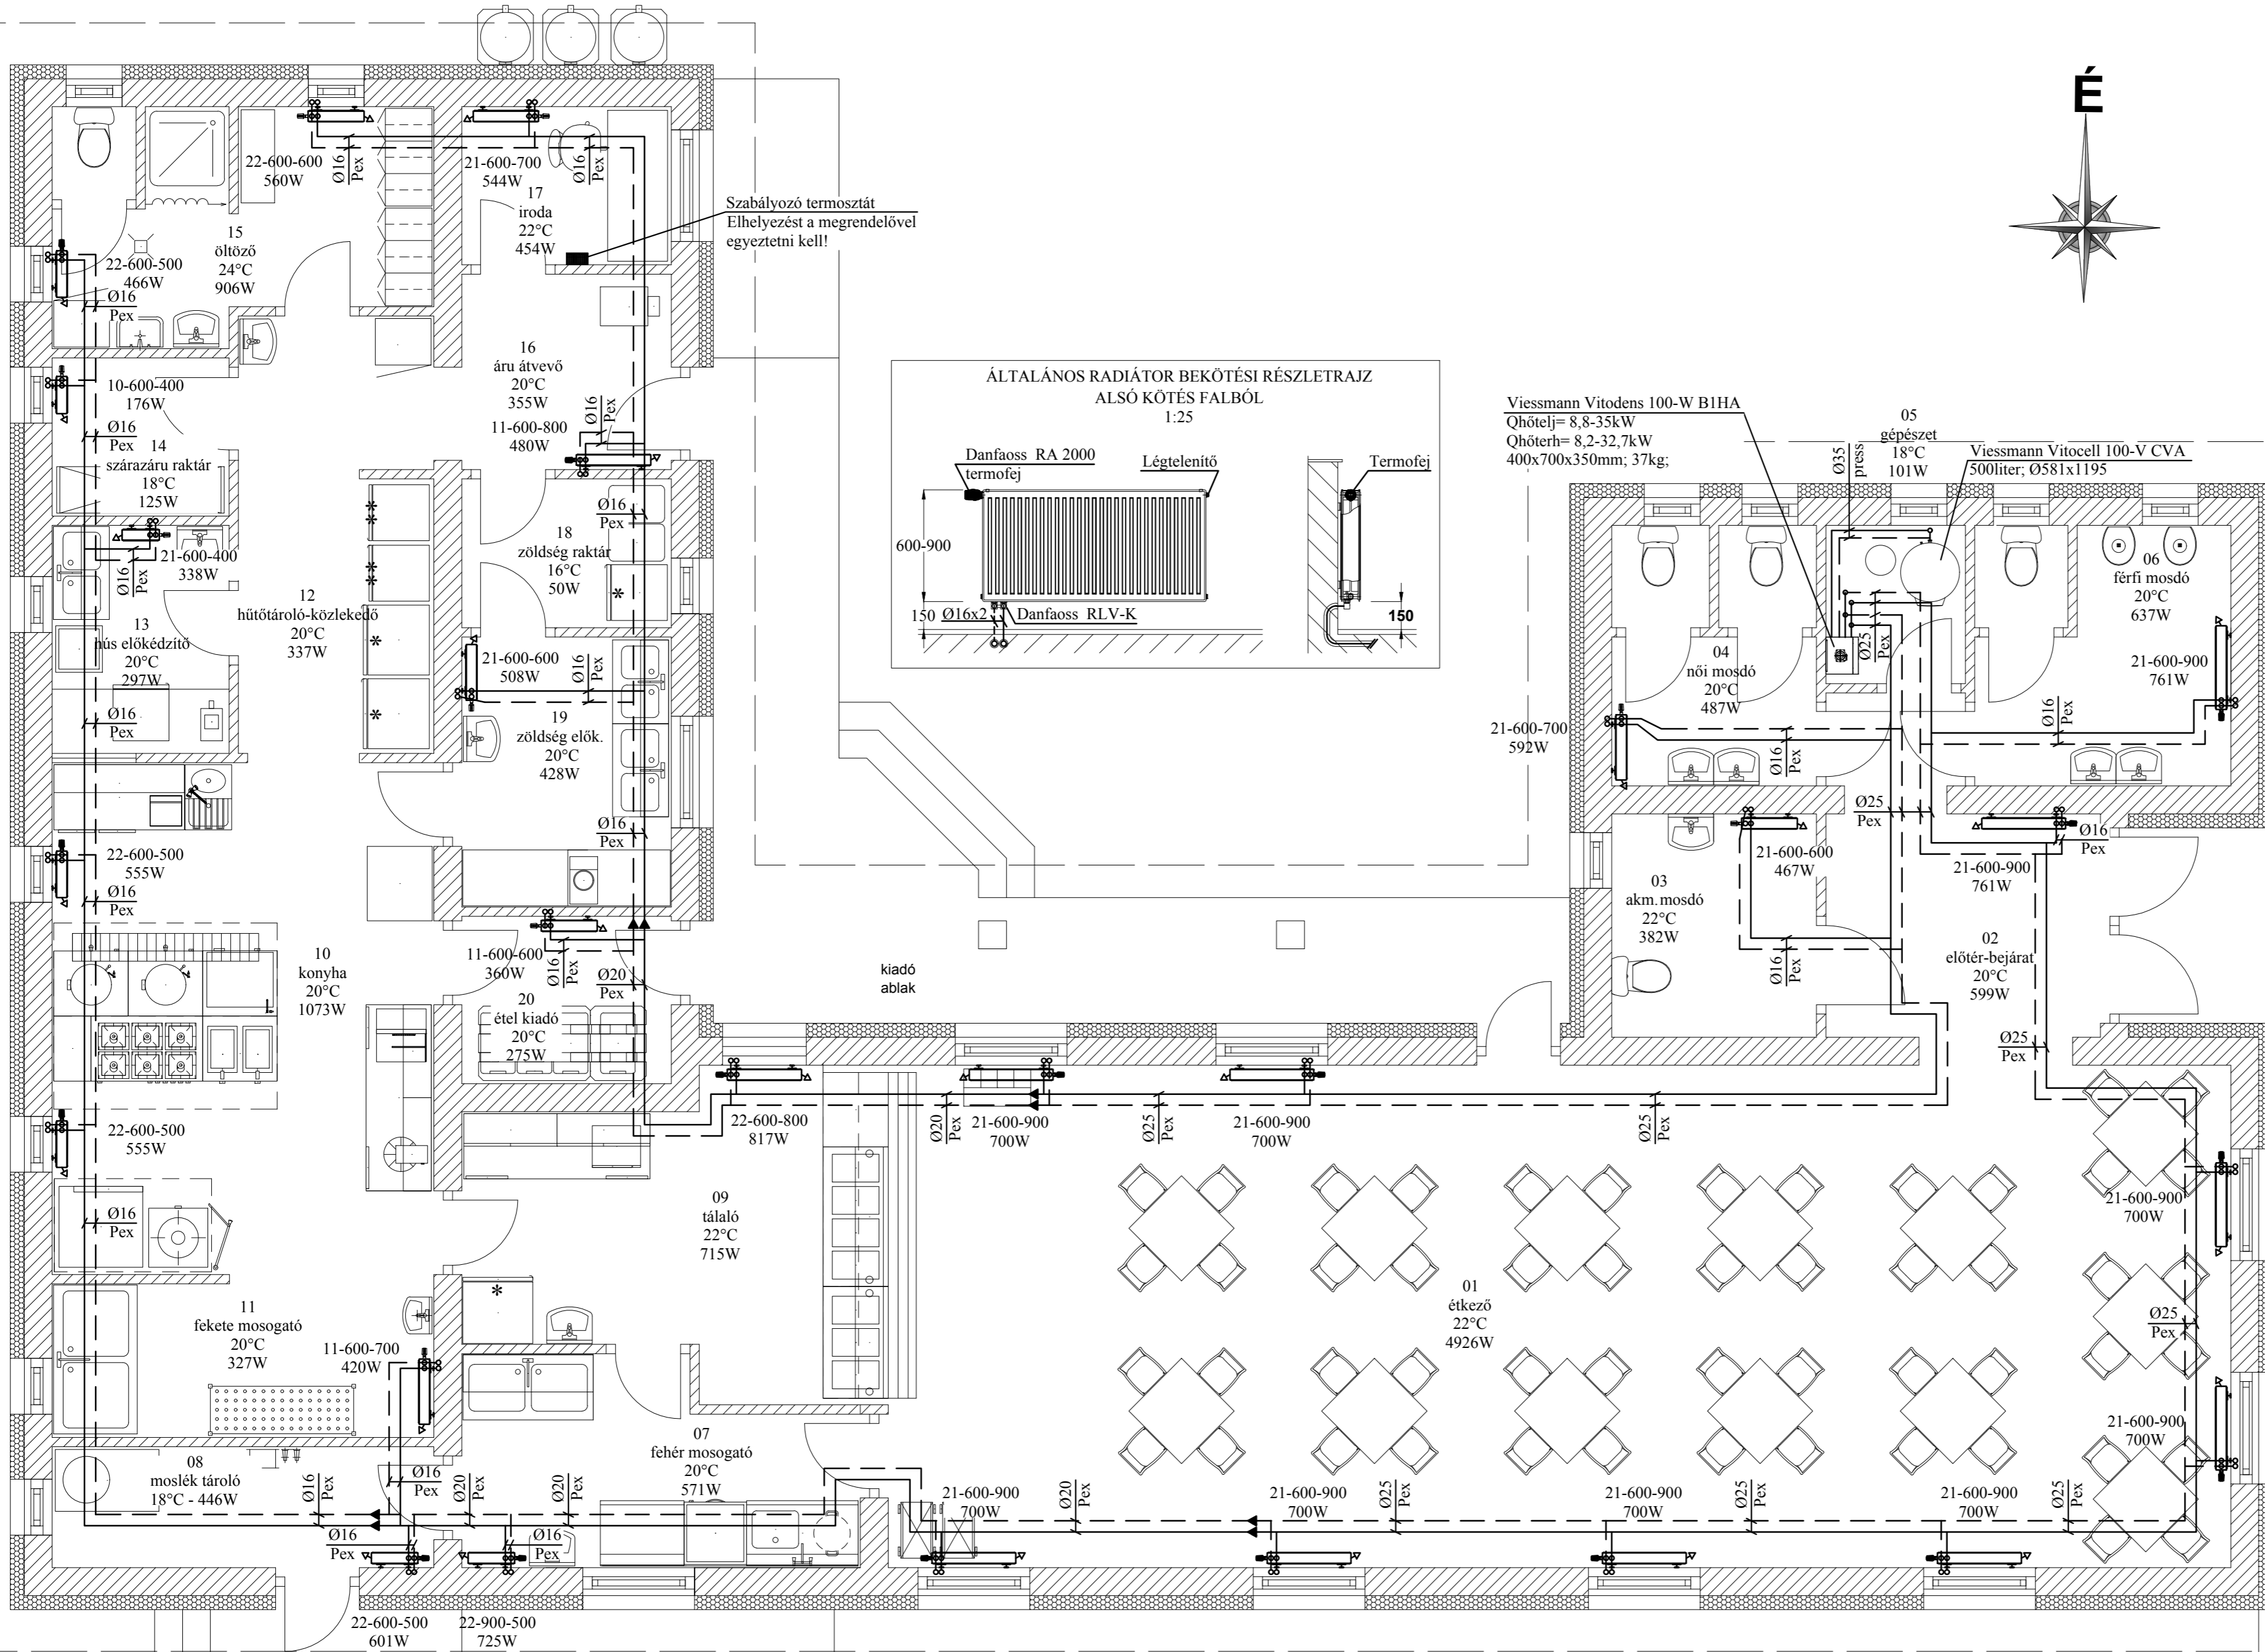 É
22-600-600
560W
Ø16
Pex
21-600-700
544W
Ø16
Pex
17
iroda
22°C
454W
Szabályozó termosztát
Elhelyezést a megrendelővel
egyeztetni kell!
15
öltöző
24°C
906W
22-600-500
466W
Ø16
Pex
10-600-400
176W
Ø16
Pex
14
szárazáru raktár
18°C
125W
16
áru átvevő
20°C
355W
11-600-800
480W
Ø16
Pex
ÁLTALÁNOS RADIÁTOR BEKÖTÉSI RÉSZLETRAJZ
ALSÓ KÖTÉS FALBÓL
1:25
Danfaoss RA 2000
termofej
Légtelenítő
Termofej
600-900
150
Ø16x2
Danfaoss RLV-K
150
Viessmann Vitodens 100-W B1HA
Qhőtelj= 8,8-35kW
Qhőterh= 8,2-32,7kW
400x700x350mm; 37kg;
Ø35
press
05
gépészet
18°C
101W
Viessmann Vitocell 100-V CVA
500liter; Ø581x1195
21-600-400
338W
Ø16
Pex
13
hús előkédzítő
20°C
297W
Ø16
Pex
12
hűtőtároló-közlekedő
20°C
337W
Ø16
Pex
18
zöldség raktár
16°C
50W
21-600-600
508W
Ø16
Pex
19
zöldség elők.
20°C
428W
Ø16
Pex
06
férfi mosdó
20°C
637W
21-600-900
761W
Ø16
Pex
Ø25
Pex
04
női mosdó
20°C
487W
21-600-700
592W
Ø16
Pex
Ø25
Pex
21-600-600
467W
03
akm. mosdó
22°C
382W
Ø16
Pex
21-600-900
761W
Ø16
Pex
02
előtér-bejárat
20°C
599W
Ø25
Pex
22-600-500
555W
Ø16
Pex
10
konyha
20°C
1073W
11-600-600
360W
Ø16
Pex
Ø20
Pex
20
étel kiadó
20°C
275W
kiadó
ablak
22-600-500
555W
Ø16
Pex
22-600-800
817W
Ø20
Pex
21-600-900
700W
Ø25
Pex
21-600-900
700W
Ø25
Pex
09
tálaló
22°C
715W
21-600-900
700W
01
étkező
22°C
4926W
Ø25
Pex
11
fekete mosogató
20°C
327W
11-600-700
420W
21-600-900
700W
07
fehér mosogató
20°C
571W
08
moslék tároló
18°C - 446W
Ø16
Pex
Ø16
Pex
Ø20
Pex
Ø20
Pex
Ø16
Pex
Ø16
Pex
21-600-900
700W
Ø20
Pex
21-600-900
700W
Ø25
Pex
21-600-900
700W
Ø25
Pex
21-600-900
700W
Ø25
Pex
22-600-500
601W
22-900-500
725W